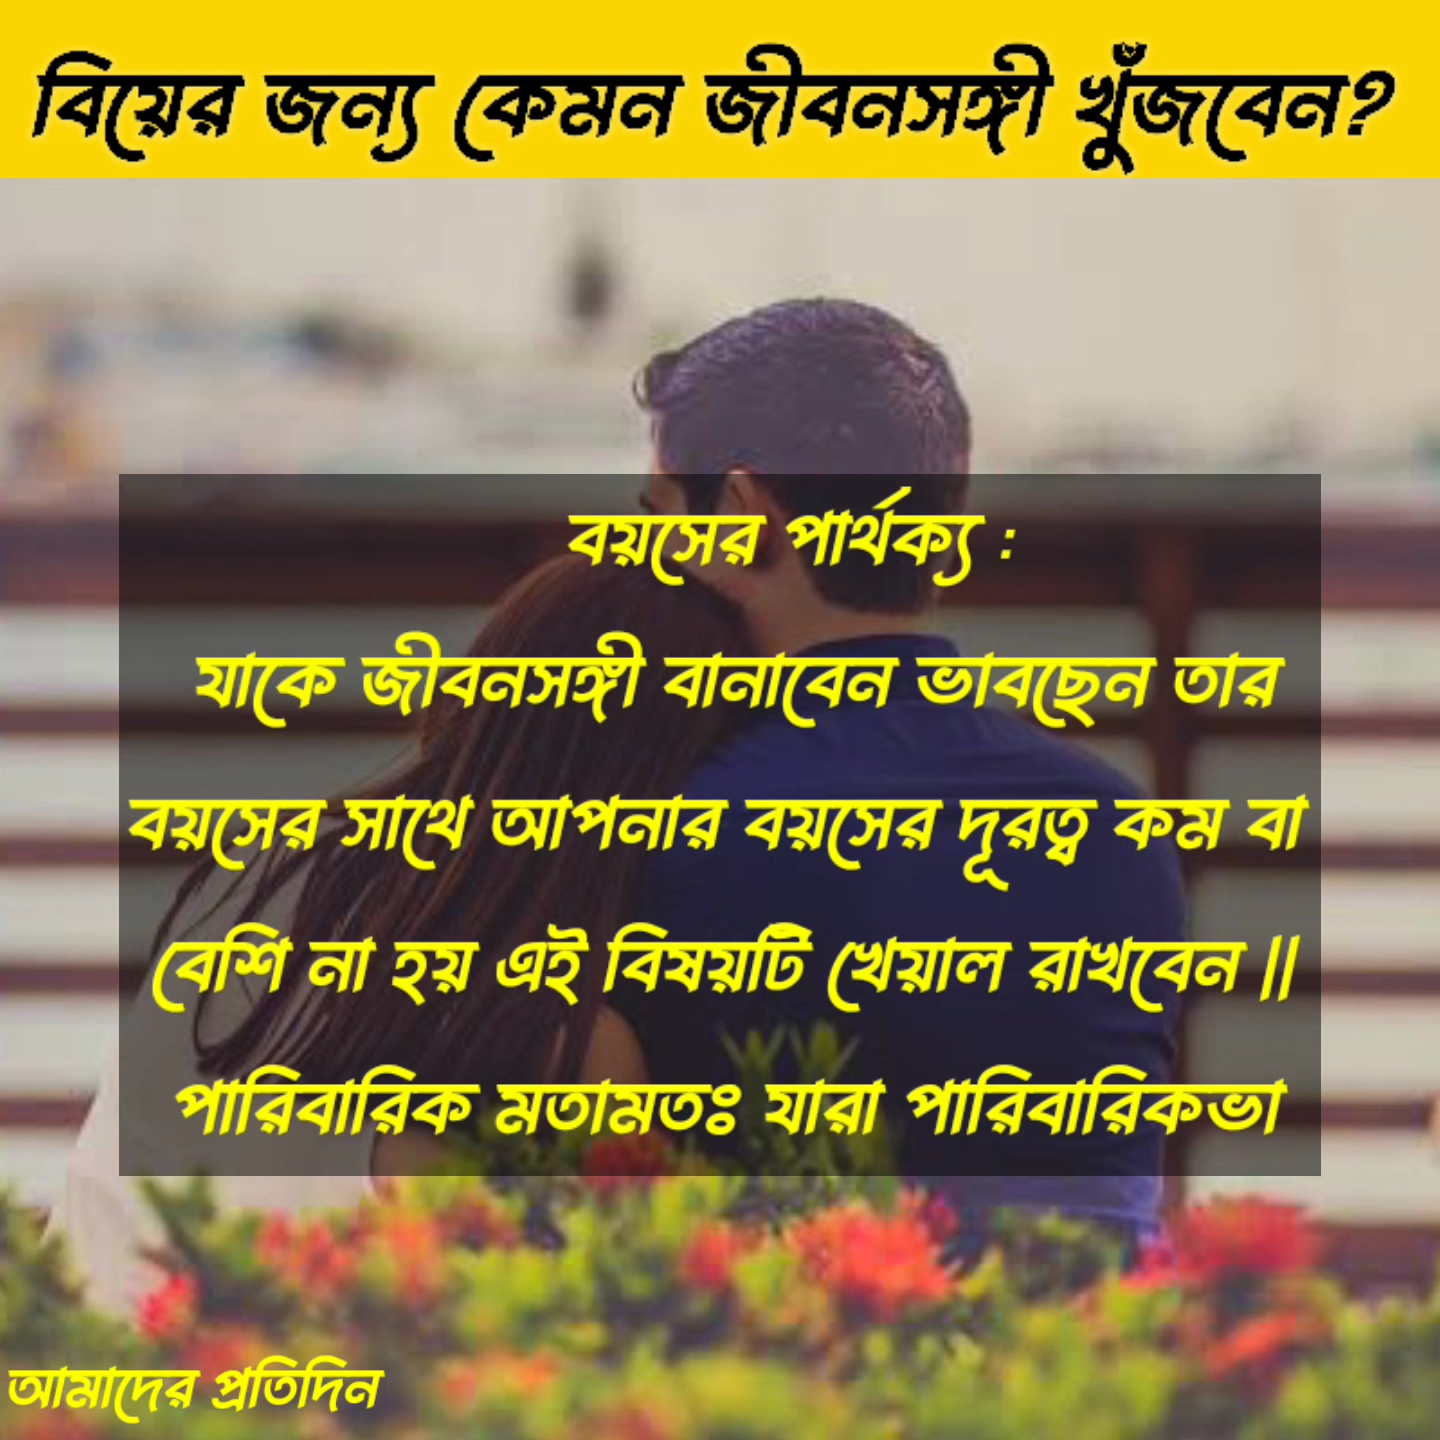 বিয়ের জন্য কেমন জীবনসঙ্গী খুঁজবেন?
বয়সের পার্থক্য :
যাকে জীবনসঙ্গী বানাবেন ভাবছেন তার
বয়সের সাথে আপনার বয়সের দূরত্ব কম বা
বেশি না হয় এই বিষয়টি খেয়াল রাখবেন ||
পারিবারিক মতামতঃ যারা পারিবারিকভা
আমাদের প্রতিদিন